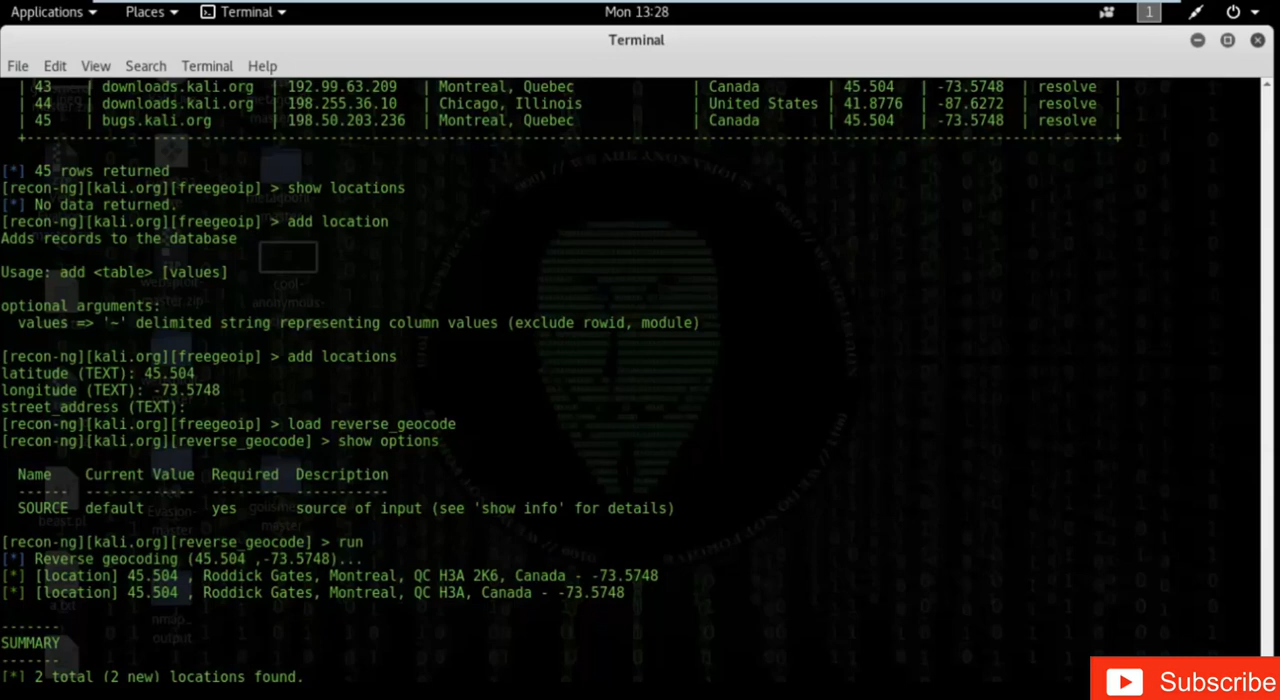 Applications Places Terminal Mon 13:28 1
Terminal
File Edit View Search Terminal Help
| 43 | downloads.kali.org | 192.99.63.209 | Montreal, Quebec | Canada | 45.504 | -73.5748 | resolve |
| 44 | downloads.kali.org | 198.255.36.10 | Chicago, Illinois | United States | 41.8776 | -87.6272 | resolve |
| 45 | bugs.kali.org | 198.50.203.236 | Montreal, Quebec | Canada | 45.504 | -73.5748 | resolve |
[*] 45 rows returned
[recon-ng][kali.org][freegeoip] > show locations
[*] No data returned.
[recon-ng][kali.org][freegeoip] > add location
Adds records to the database
Usage: add <table> [values]
optional arguments:
values => '~' delimited string representing column values (exclude rowid, module)
[recon-ng][kali.org][freegeoip] > add locations
latitude (TEXT): 45.504
longitude (TEXT): -73.5748
street_address (TEXT):
[recon-ng][kali.org][freegeoip] > load reverse_geocode
[recon-ng][kali.org][reverse_geocode] > show options
Name Current Value Required Description
------ ------------- -------- -----------
SOURCE default yes source of input (see 'show info' for details)
[recon-ng][kali.org][reverse_geocode] > run
[*] Reverse geocoding (45.504 ,-73.5748)...
[*] [location] 45.504 , Roddick Gates, Montreal, QC H3A 2K6, Canada - -73.5748
[*] [location] 45.504 , Roddick Gates, Montreal, QC H3A, Canada - -73.5748
-------
SUMMARY
-------
[*] 2 total (2 new) locations found.
Subscribe